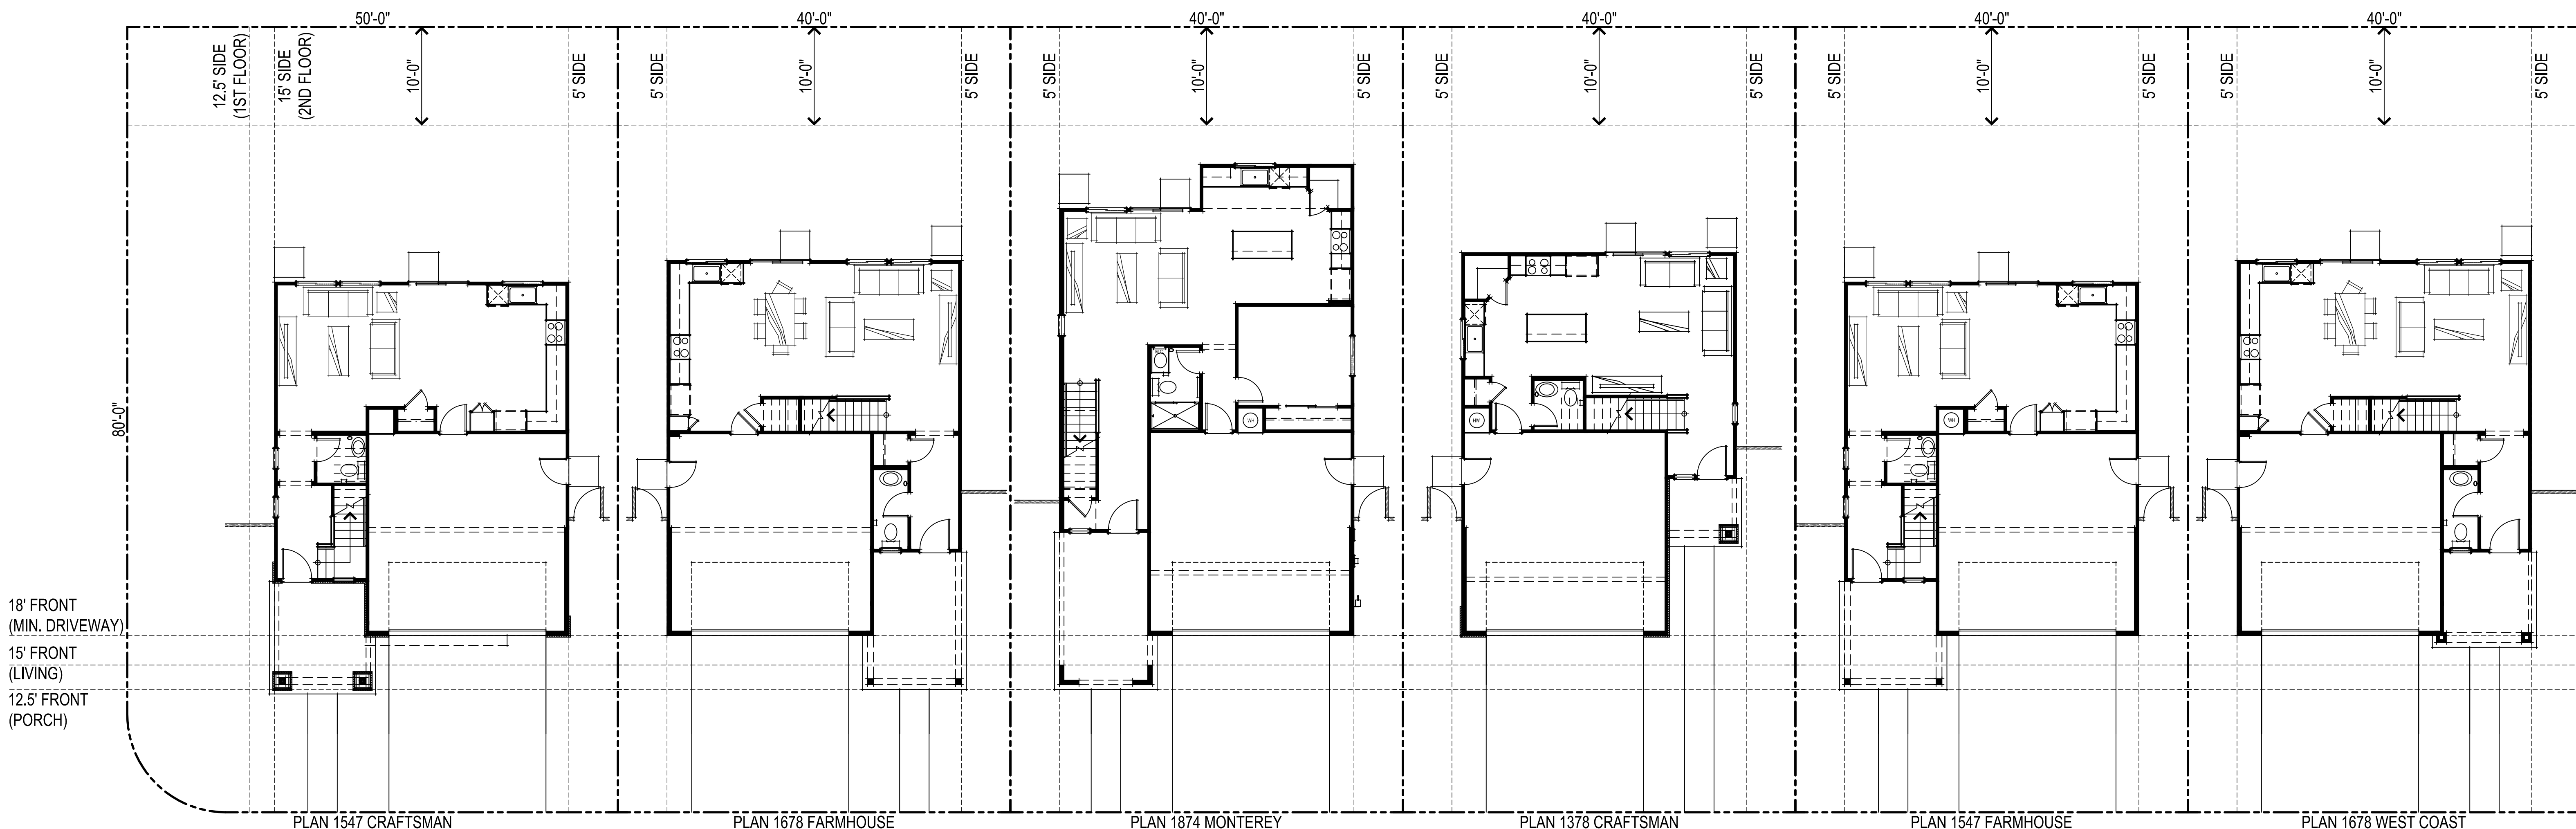 50'-0"
40'-0"
40'-0"
40'-0"
40'-0"
40'-0"
12.5' SIDE
(1ST FLOOR)
15' SIDE
(2ND FLOOR)
10'-0"
5' SIDE
5' SIDE
10'-0"
5' SIDE
5' SIDE
10'-0"
5' SIDE
5' SIDE
10'-0"
5' SIDE
5' SIDE
10'-0"
5' SIDE
5' SIDE
10'-0"
5' SIDE
80'-0"
WH
HW
WH
18' FRONT
(MIN. DRIVEWAY)
15' FRONT
(LIVING)
12.5' FRONT
(PORCH)
PLAN 1547 CRAFTSMAN
PLAN 1678 FARMHOUSE
PLAN 1874 MONTEREY
PLAN 1378 CRAFTSMAN
PLAN 1547 FARMHOUSE
PLAN 1678 WEST COAST